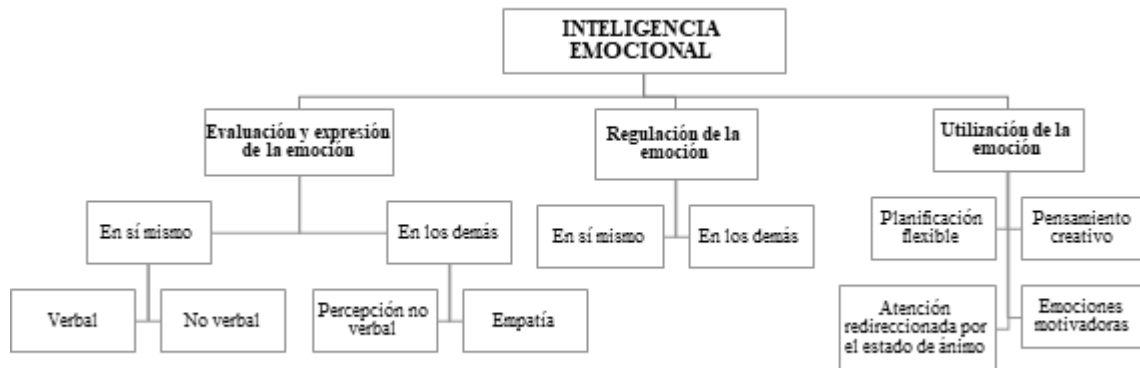 INTELIGENCIA
EMOCIONAL
Evaluación y expresión
de la emoción
Regulación de la
emoción
Utilización de la
emoción
En sí mismo
En los demás
En sí mismo
En los demás
Planificación
flexible
Pensamiento
creativo
Verbal
No verbal
Percepción no
verbal
Empatía
Atención
redireccionada por
el estado de ánimo
Emociones
motivadoras